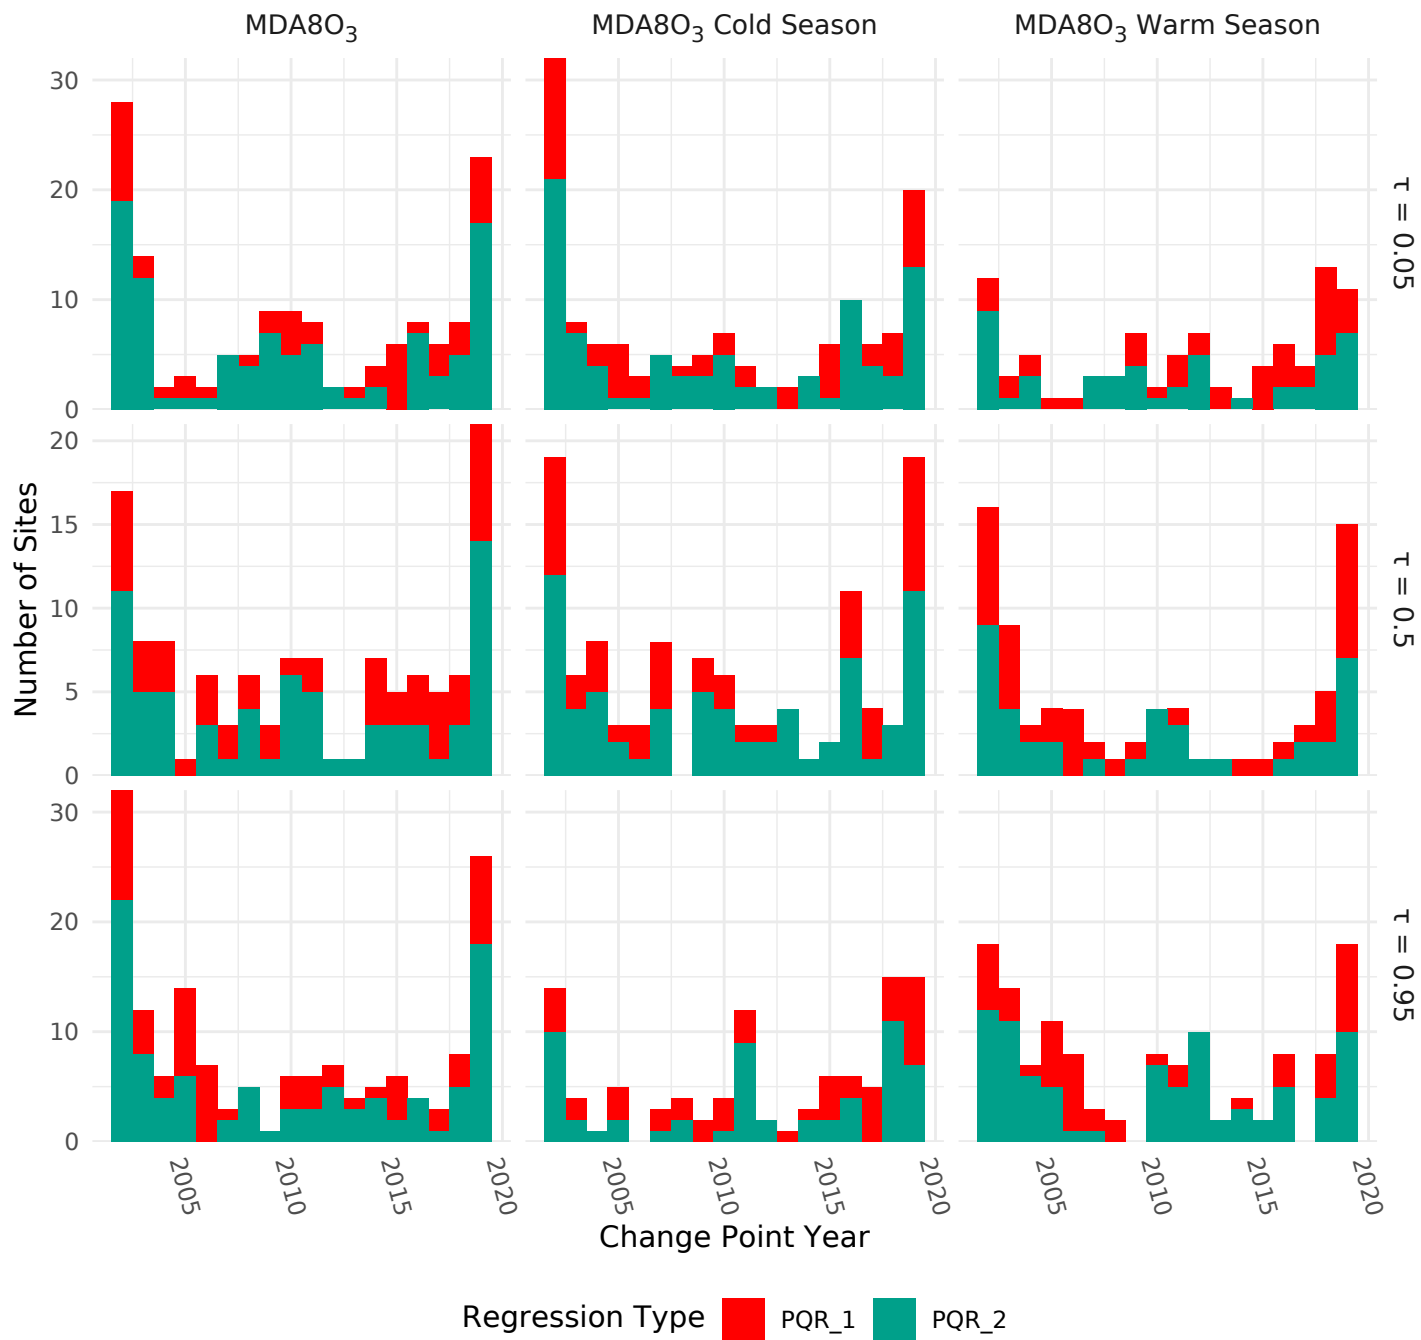 MDA8O₃ MDA8O₃ Cold Season MDA8O₃ Warm Season
30
20
10
0
τ = 0.05
20
15
10
5
0
τ = 0.5
30
20
10
0
τ = 0.95
Number of Sites
2005 2010 2015 2020 2005 2010 2015 2020 2005 2010 2015 2020
Change Point Year
Regression Type PQR_1 PQR_2